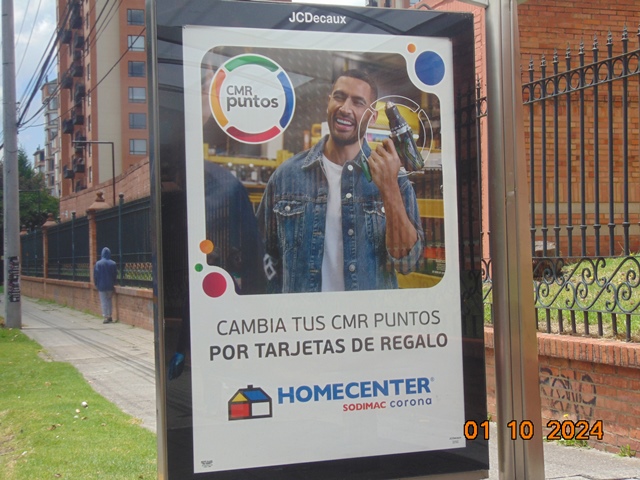 JCDecaux
CMR
puntos
CAMBIA TUS CMR PUNTOS
POR TARJETAS DE REGALO
HOMECENTER
SODIMAC corona
01 10 2024